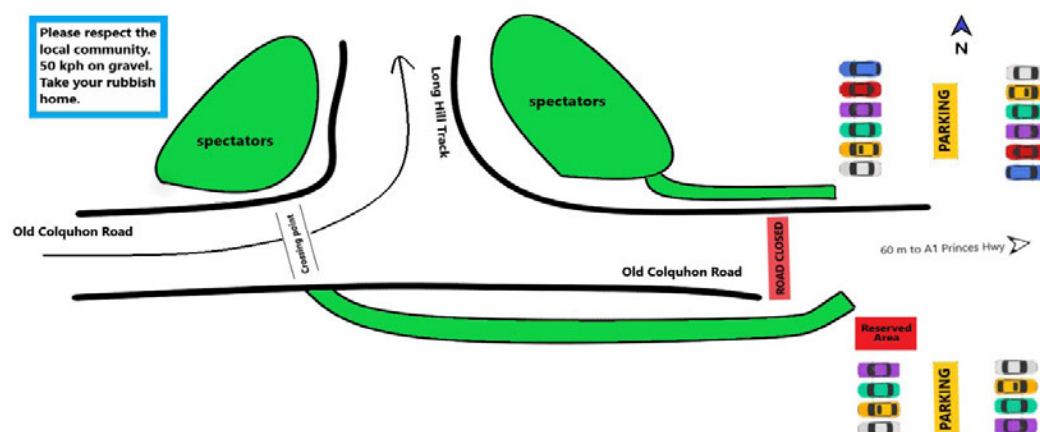 Please respect the
local community.
50 kph on gravel.
Take your rubbish
home.
spectators
spectators
N
PARKING
Long Hill Track
Old Colquhon Road
Crossing point
Old Colquhon Road
ROAD CLOSED
60 m to A1 Princes Hwy
Reserved
Area
PARKING